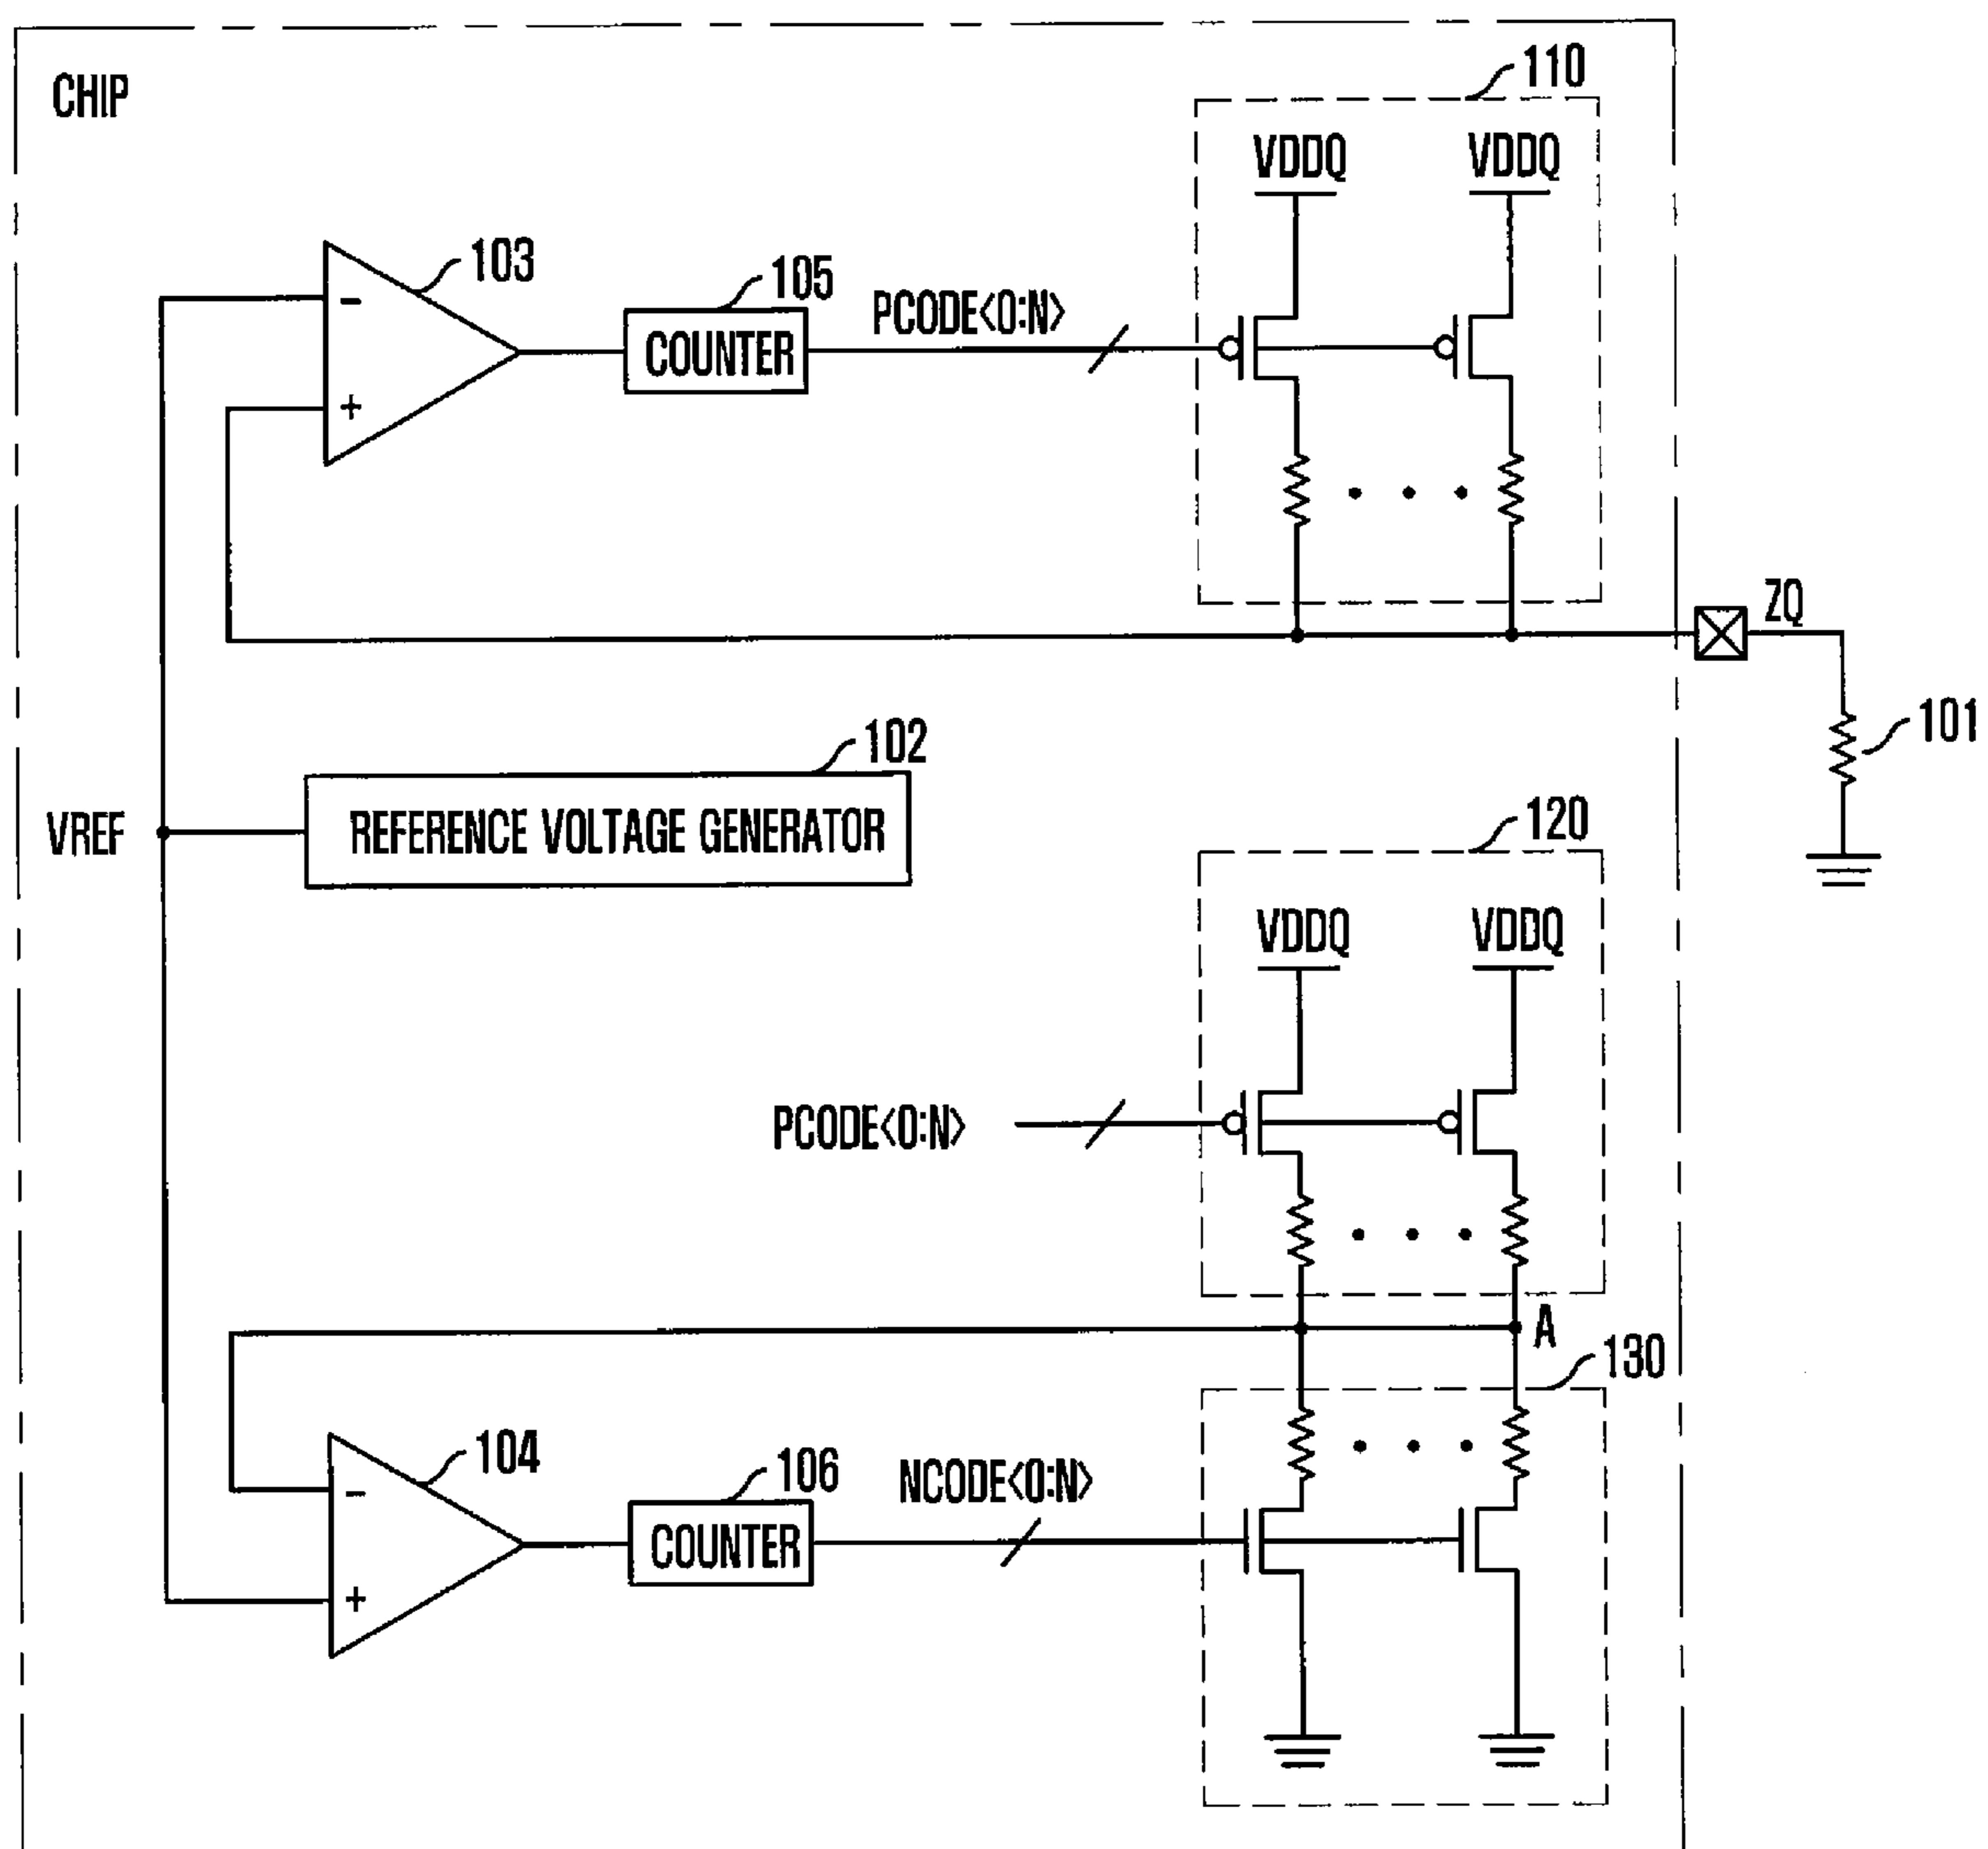 CHIP
110
VDDQ VDDQ
103
-
+
105
COUNTER
PCODE<0:N>
ZQ
101
102
VREF
REFERENCE VOLTAGE GENERATOR
120
VDDQ VDDQ
PCODE<0:N>
A
130
104
-
+
106
COUNTER
NCODE<0:N>